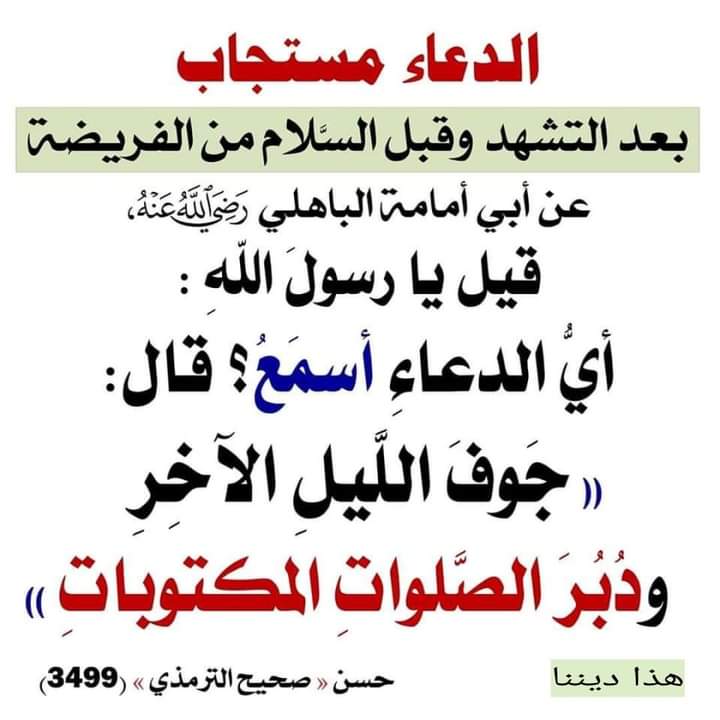 الدعاء مستجاب
بعد التشهد وقبل السَّلام من الفريضة
عن أبي أمامة الباهلي رَضِيَ اللَّهُ عَنْهُ،
قيل يا رسولَ اللّهِ :
أيُّ الدعاءِ أسمَعُ؟ قال:
(( جَوفَ اللَّيلِ الآخِرِ
ودُبُرَ الصَّلواتِ المكتوباتِ ))
حسن « صحيح الترمذي » (3499)
هذا ديننا